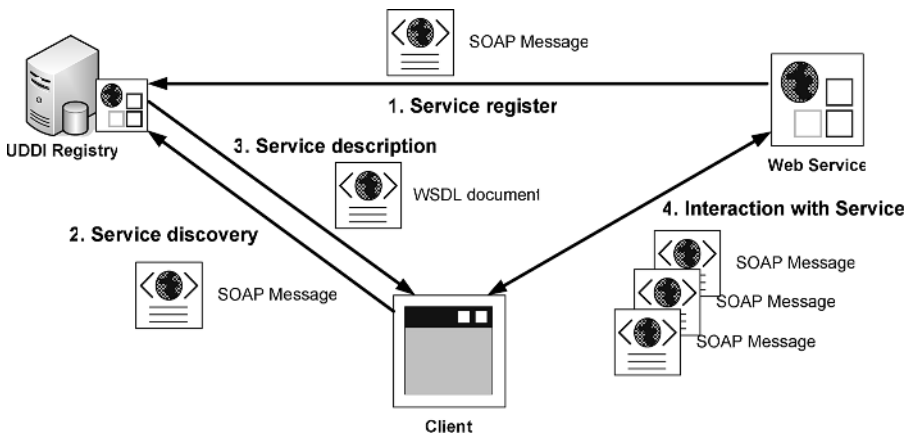 SOAP Message
1. Service register
UDDI Registry
3. Service description
Web Service
WSDL document
4. Interaction with Service
2. Service discovery
SOAP Message
SOAP Message
SOAP Message
SOAP Message
Client